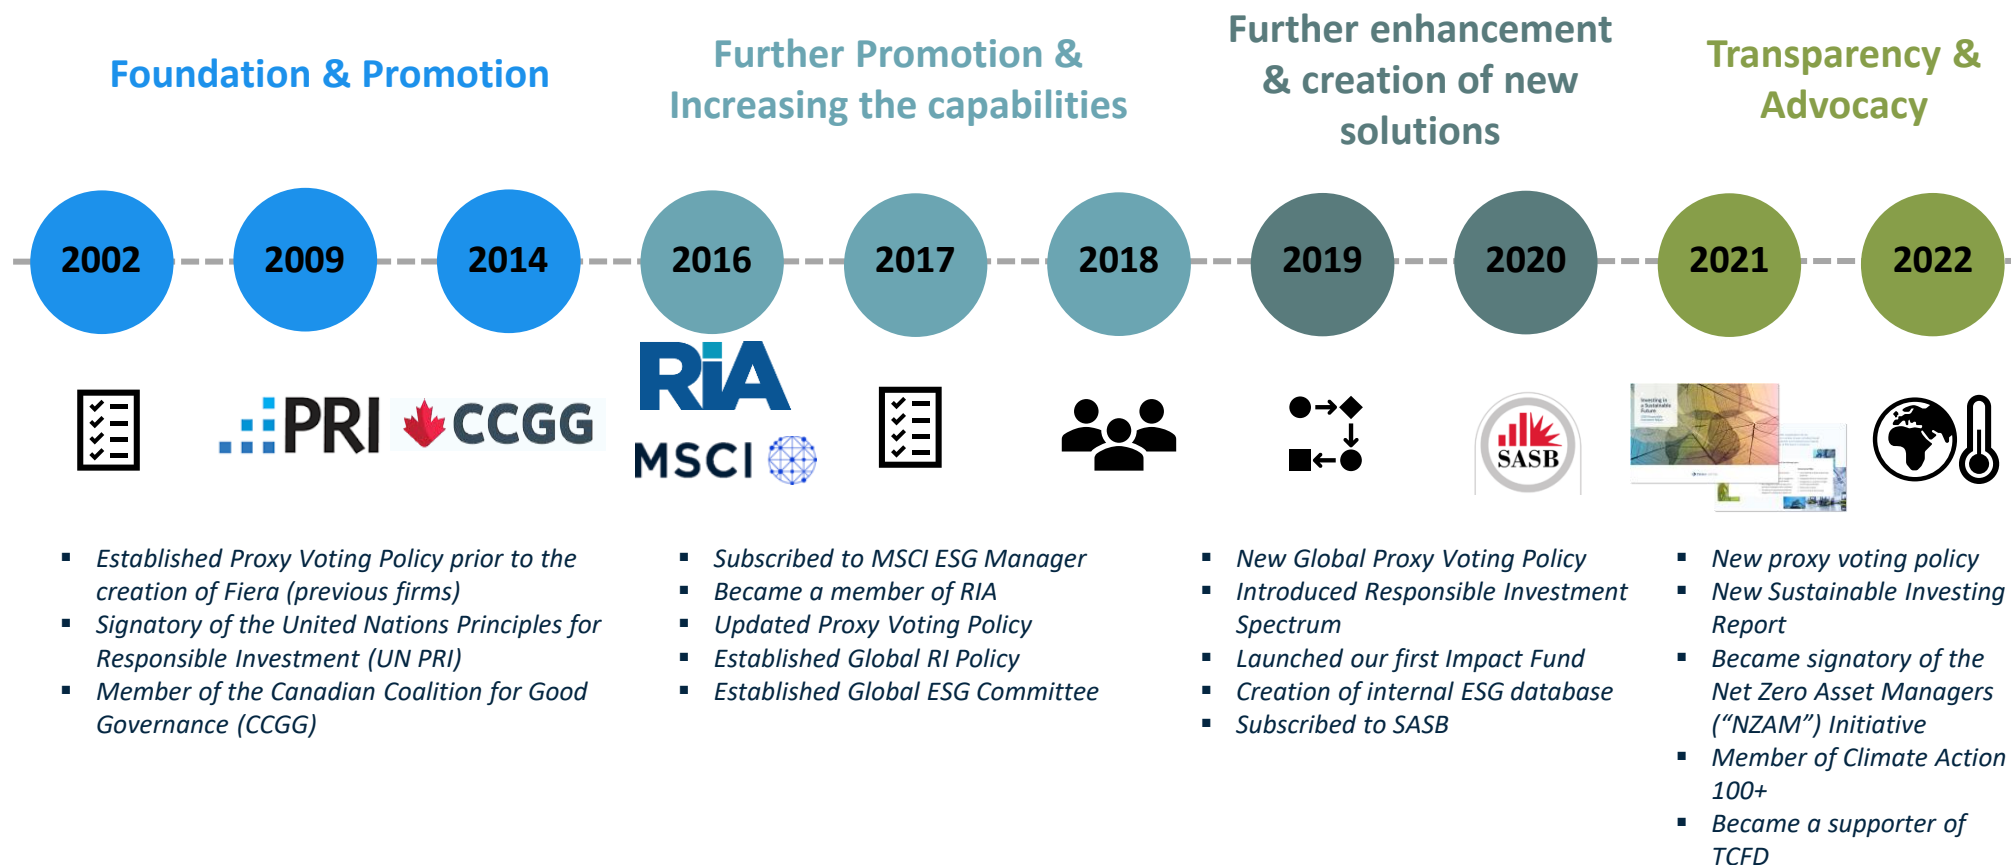 Foundation & Promotion
Further Promotion &
Increasing the capabilities
Further enhancement
& creation of new
solutions
Transparency &
Advocacy
2002
2009
2014
2016
2017
2018
2019
2020
2021
2022
PRI
CCGG
RiA
MSCI
SASB
Investing in
a Sustainable
Future
▪ Established Proxy Voting Policy prior to the
creation of Fiera (previous firms)
▪ Signatory of the United Nations Principles for
Responsible Investment (UN PRI)
▪ Member of the Canadian Coalition for Good
Governance (CCGG)
▪ Subscribed to MSCI ESG Manager
▪ Became a member of RIA
▪ Updated Proxy Voting Policy
▪ Established Global RI Policy
▪ Established Global ESG Committee
▪ New Global Proxy Voting Policy
▪ Introduced Responsible Investment
Spectrum
▪ Launched our first Impact Fund
▪ Creation of internal ESG database
▪ Subscribed to SASB
▪ New proxy voting policy
▪ New Sustainable Investing
Report
▪ Became signatory of the
Net Zero Asset Managers
(“NZAM”) Initiative
▪ Member of Climate Action
100+
▪ Became a supporter of
TCFD